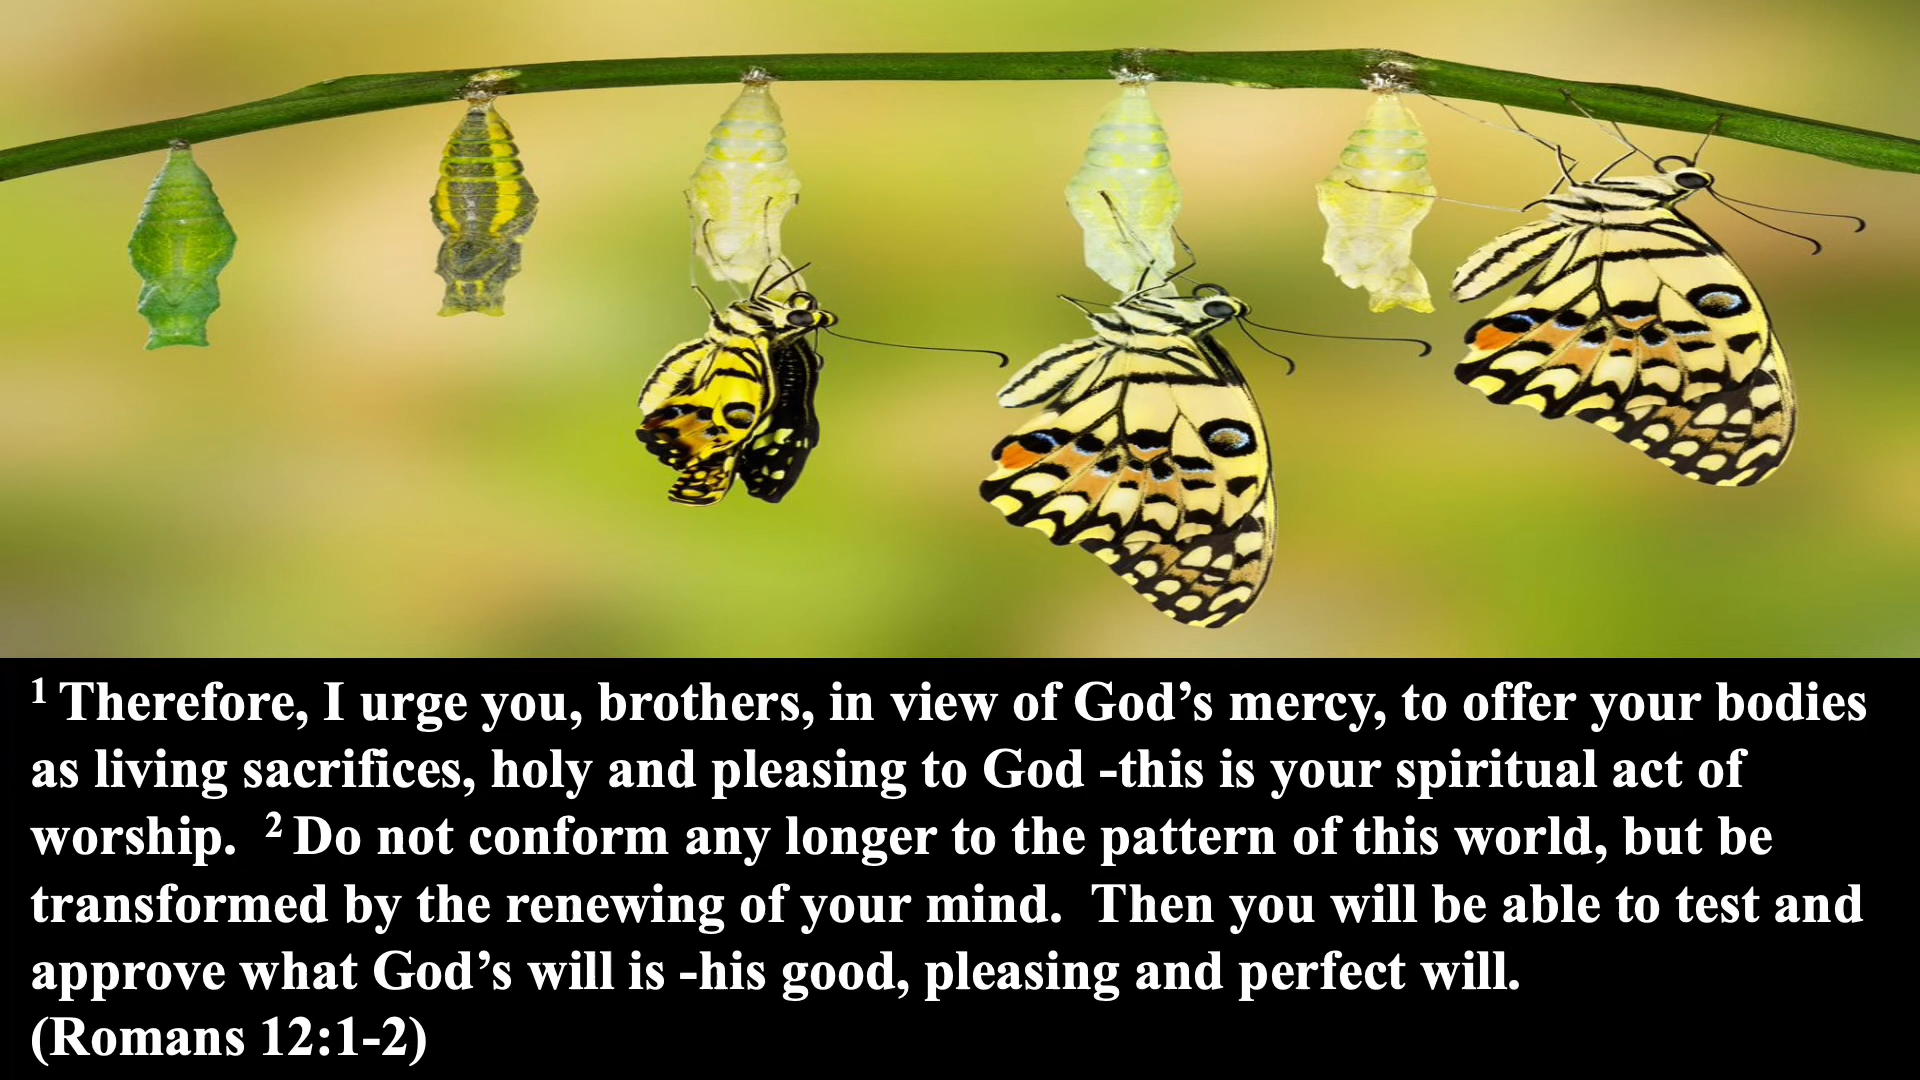 ¹ Therefore, I urge you, brothers, in view of God’s mercy, to offer your bodies
as living sacrifices, holy and pleasing to God -this is your spiritual act of
worship.  ² Do not conform any longer to the pattern of this world, but be
transformed by the renewing of your mind.  Then you will be able to test and
approve what God’s will is -his good, pleasing and perfect will.
(Romans 12:1-2)